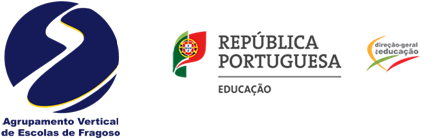 Agrupamento Vertical
de Escolas de Fragoso
REPÚBLICA
PORTUGUESA
EDUCAÇÃO
direção-geral
da educação